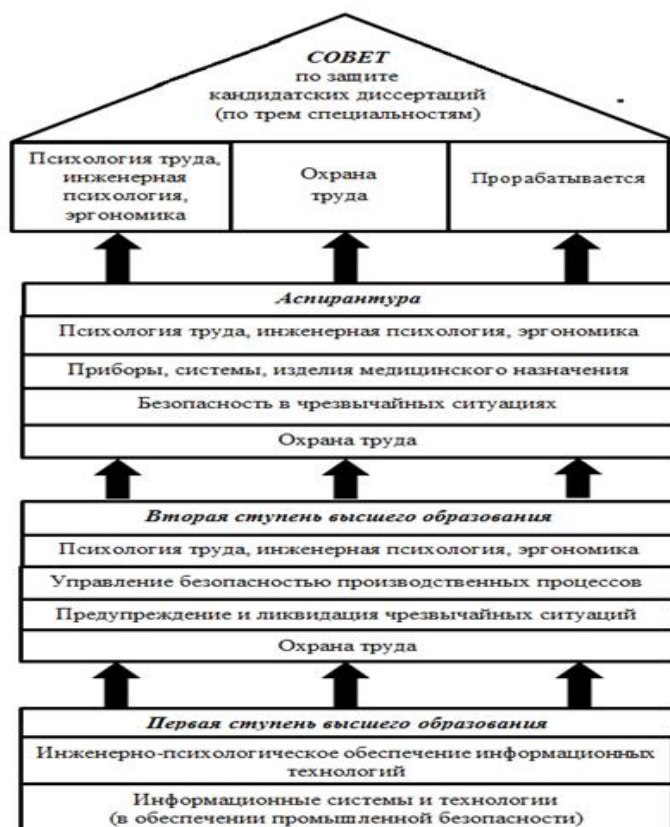 СОВЕТ
по защите
кандидатских диссертаций
(по трем специальностям)
Психология труда,
инженерная
психология,
эргономика
Охрана
труда
Прорабатывается
Аспирантура
Психология труда, инженерная психология, эргономика
Приборы, системы, изделия медицинского назначения
Безопасность в чрезвычайных ситуациях
Охрана труда
Вторая ступень высшего образования
Психология труда, инженерная психология, эргономика
Управление безопасностью производственных процессов
Предупреждение и ликвидация чрезвычайных ситуаций
Охрана труда
Первая ступень высшего образования
Инженерно-психологическое обеспечение информационных
технологий
Информационные системы и технологии
(в обеспечении промышленной безопасности)